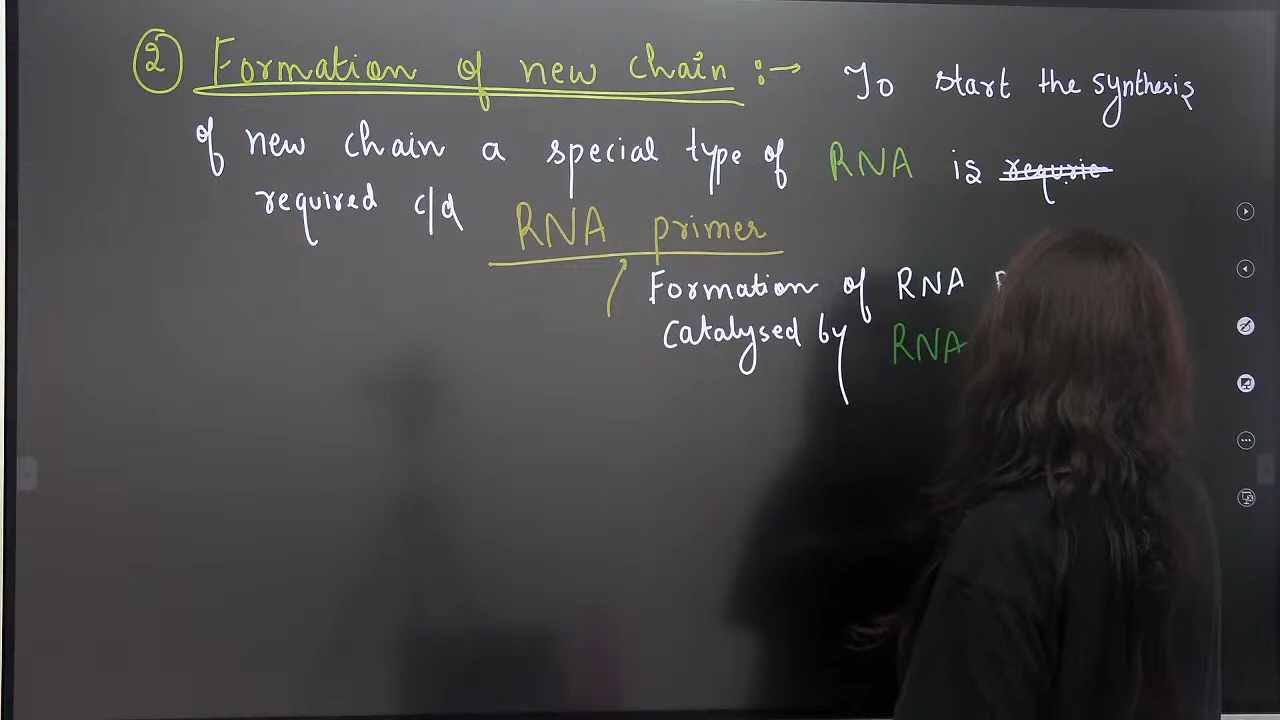 ② Formation of new chain :→ To start the synthesis
of new chain a special type of RNA is requrie
required c/d RNA primer
Formation of RNA
Catalysed by RNA